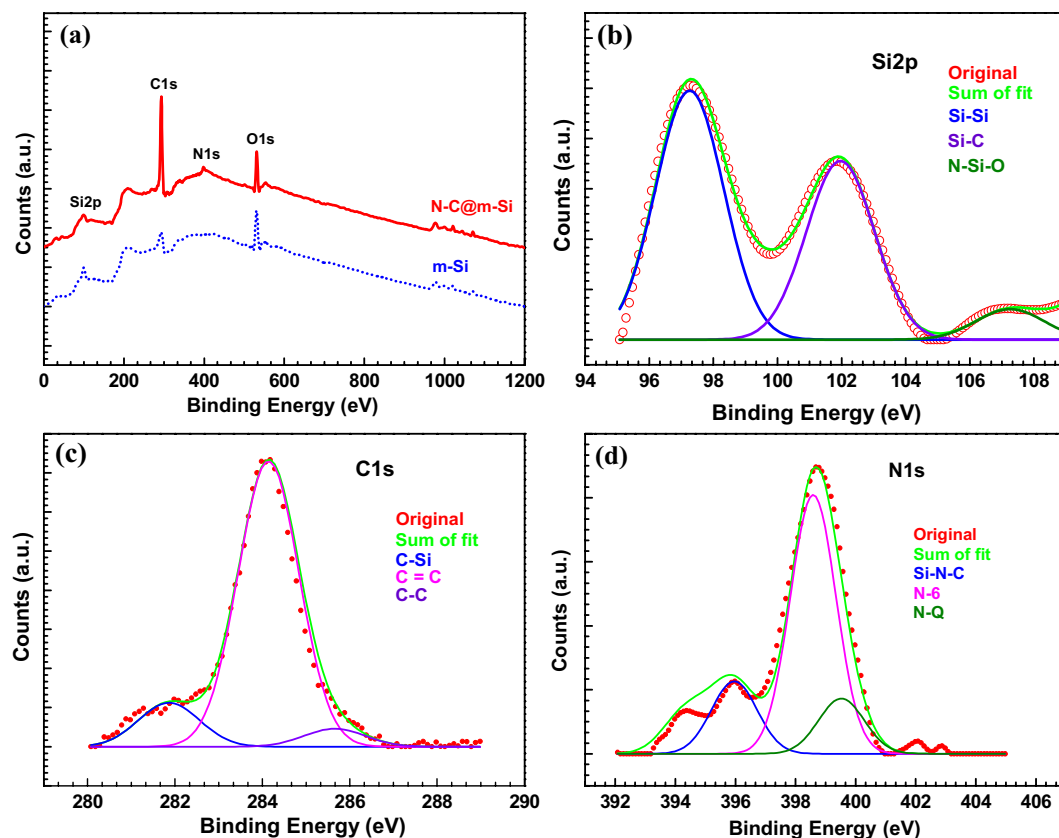 (a)
C1s
N1s
O1s
Si2p
N-C@m-Si
m-Si
Counts (a.u.)
0 200 400 600 800 1000 1200
Binding Energy (eV)
(b)
Si2p
Original
Sum of fit
Si-Si
Si-C
N-Si-O
Counts (a.u.)
94 96 98 100 102 104 106 108
Binding Energy (eV)
(c)
C1s
Original
Sum of fit
C-Si
C = C
C-C
Counts (a.u.)
280 282 284 286 288 290
Binding Energy (eV)
(d)
N1s
Original
Sum of fit
Si-N-C
N-6
N-Q
Counts (a.u.)
392 394 396 398 400 402 404 406
Binding Energy (eV)